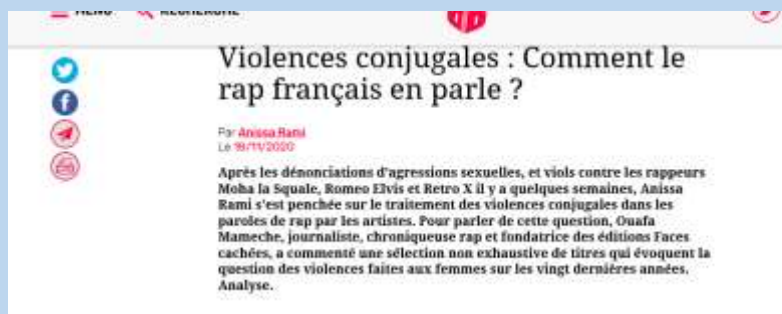 MENU RECHERCHE
Violences conjugales : Comment le
rap français en parle ?
Par Anissa Rami
Le 18/11/2020
Après les dénonciations d'agressions sexuelles, et viols contre les rappeurs
Moha la Squale, Romeo Elvis et Retro X il y a quelques semaines, Anissa
Rami s'est penchée sur le traitement des violences conjugales dans les
paroles de rap par les artistes. Pour parler de cette question, Ouafa
Mameche, journaliste, chroniqueuse rap et fondatrice des éditions Faces
cachées, a commenté une sélection non exhaustive de titres qui évoquent la
question des violences faites aux femmes sur les vingt dernières années.
Analyse.